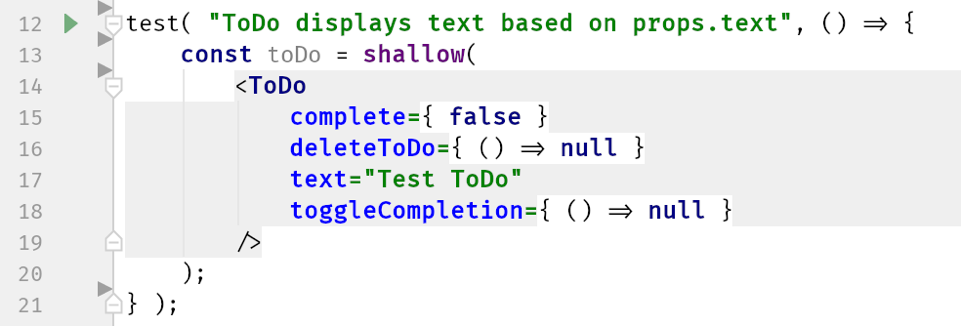 12 test( "ToDo displays text based on props.text", () => {
13     const toDo = shallow(
14         <ToDo
15             complete={ false }
16             deleteToDo={ () => null }
17             text="Test ToDo"
18             toggleCompletion={ () => null }
19         />
20     );
21 } );